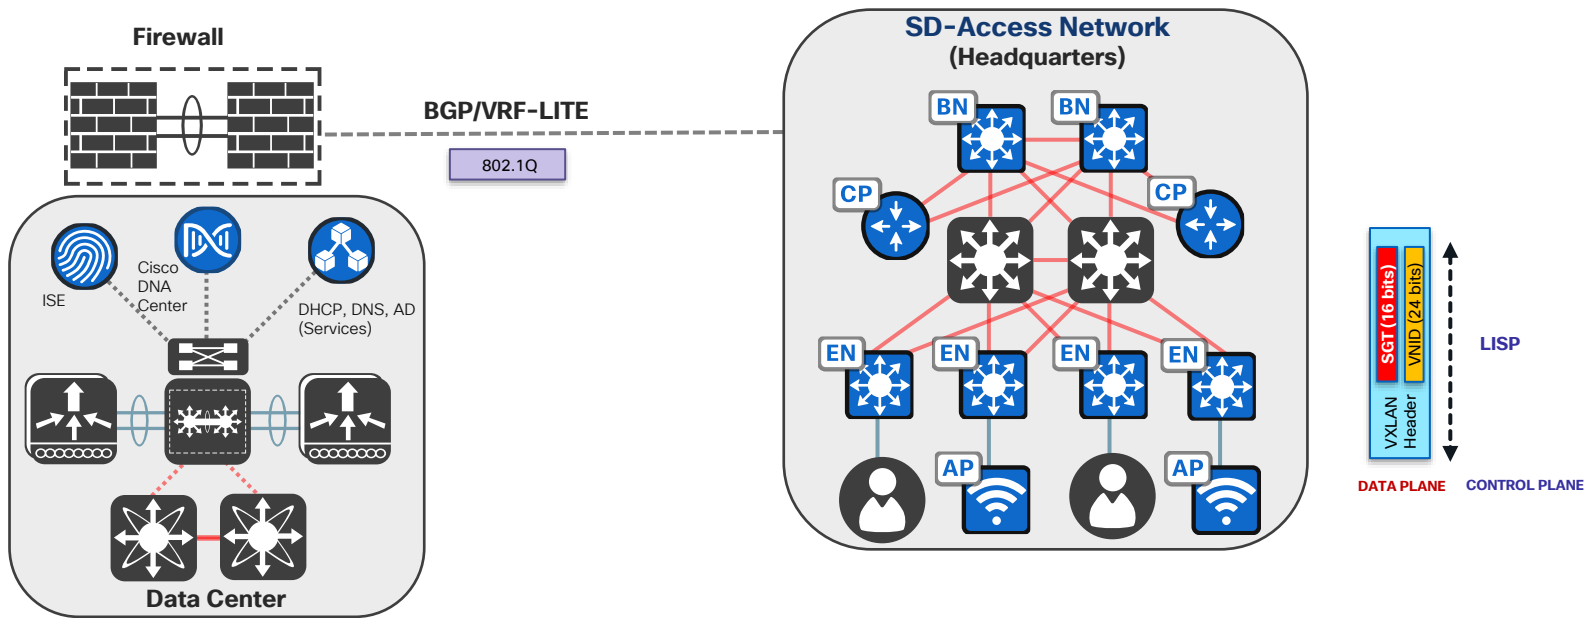 Firewall
BGP/VRF-LITE
802.1Q
SD-Access Network
(Headquarters)
BN
BN
CP
CP
EN
EN
EN
EN
AP
AP
ISE
Cisco
DNA
Center
DHCP, DNS, AD
(Services)
Data Center
SGT (16 bits)
VNID (24 bits)
VXLAN
Header
LISP
DATA PLANE
CONTROL PLANE